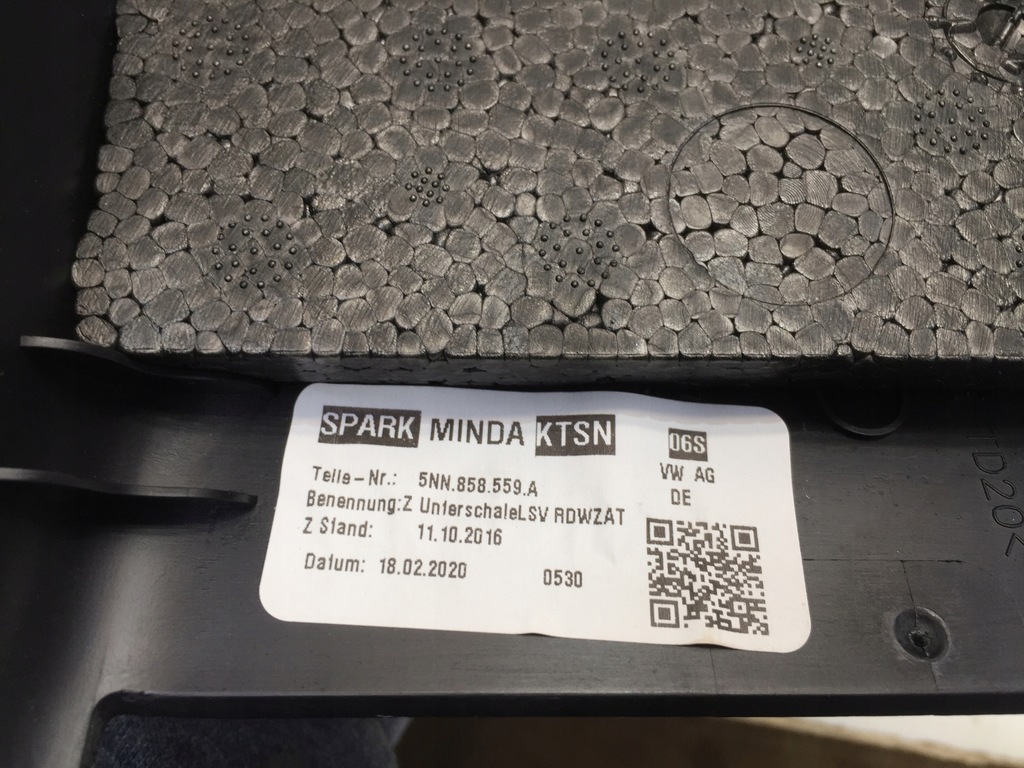 SPARK MINDA KTSN
06S
VW AG
DE
Teile-Nr.: 5NN.858.559.A
Benennung:Z UnterschaleLSV RDWZAT
Z Stand: 11.10.2016
Datum: 18.02.2020 0530
TD20<